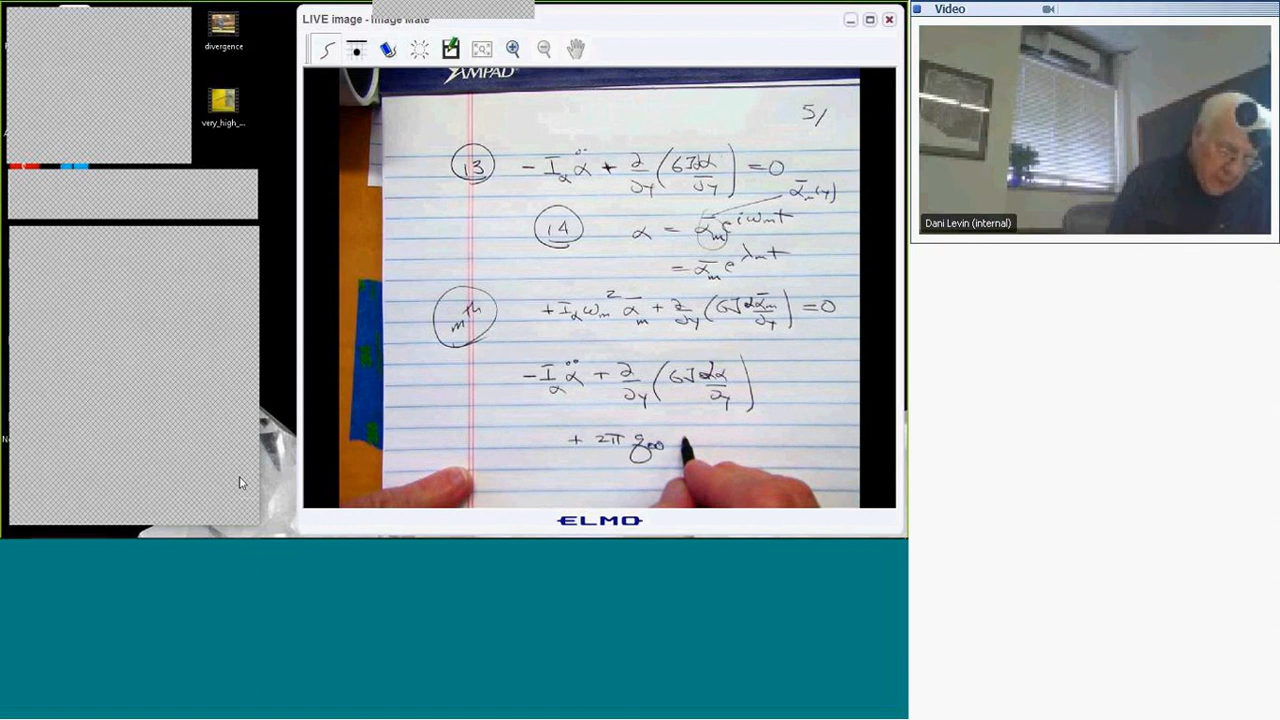 LIVE image - Image Mate
Video
divergence
very_high_...
AMPAD
5/
13 - I_α α̈ + ∂/∂y (GJ ∂α/∂y) = 0
ᾱ_m(y)
14 α = ᾱ_m e^{iω_m t}
= ᾱ_m e^{λ_m t}
m th + I_α ω_m² ᾱ_m + ∂/∂y (GJ ∂ᾱ_m/∂y) = 0
- I_α α̈ + ∂/∂y (GJ ∂α/∂y)
+ 2π q_∞
ELMO
Dani Levin (internal)